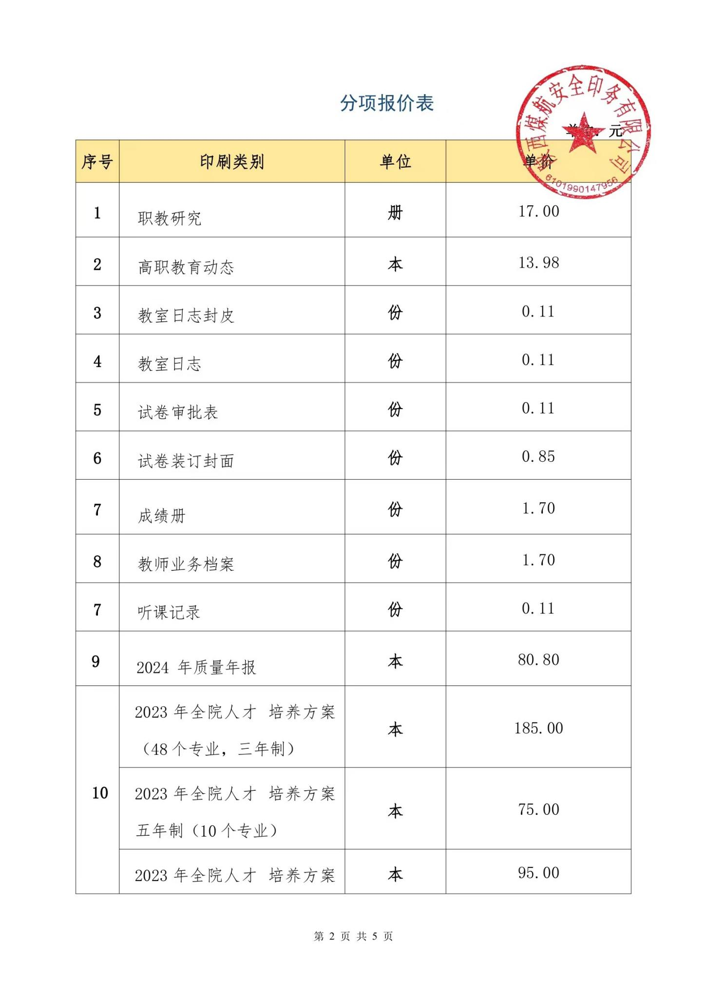 分项报价表
陕西煤航安全印务有限公司
6101990147956
元
序号 印刷类别 单位 单价
1 职教研究 册 17.00
2 高职教育动态 本 13.98
3 教室日志封皮 份 0.11
4 教室日志 份 0.11
5 试卷审批表 份 0.11
6 试卷装订封面 份 0.85
7 成绩册 份 1.70
8 教师业务档案 份 1.70
7 听课记录 份 0.11
9 2024 年质量年报 本 80.80
10 2023 年全院人才 培养方案
（48 个专业，三年制） 本 185.00
2023 年全院人才 培养方案
五年制（10 个专业） 本 75.00
2023 年全院人才 培养方案 本 95.00
第 2 页 共 5 页